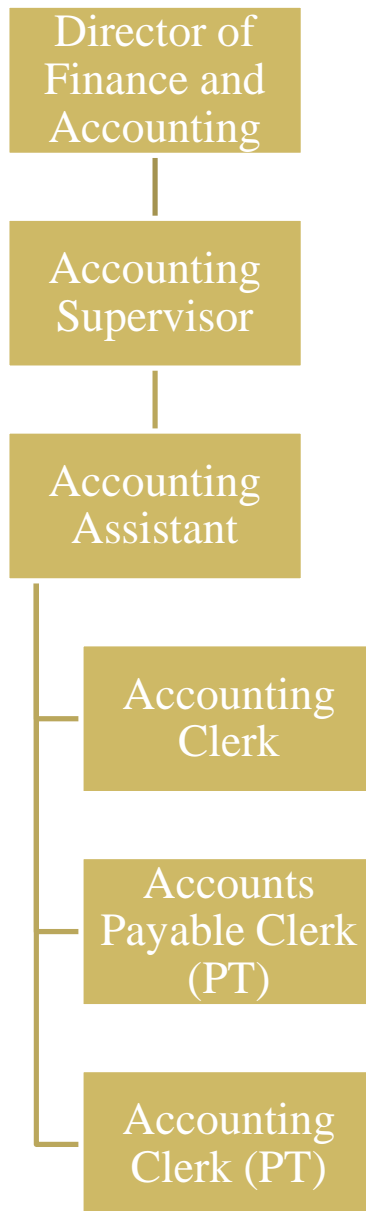 Director of
Finance and
Accounting
Accounting
Supervisor
Accounting
Assistant
Accounting
Clerk
Accounts
Payable Clerk
(PT)
Accounting
Clerk (PT)